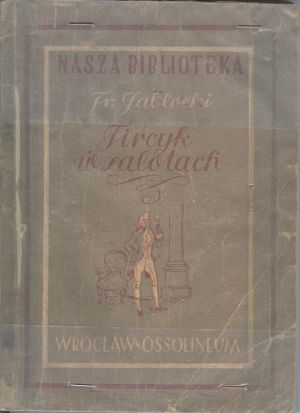 NASZA BIBLIOTEKA
Fr. Zabłocki
Fircyk
w zalotach
WROCŁAW-OSSOLINEUM